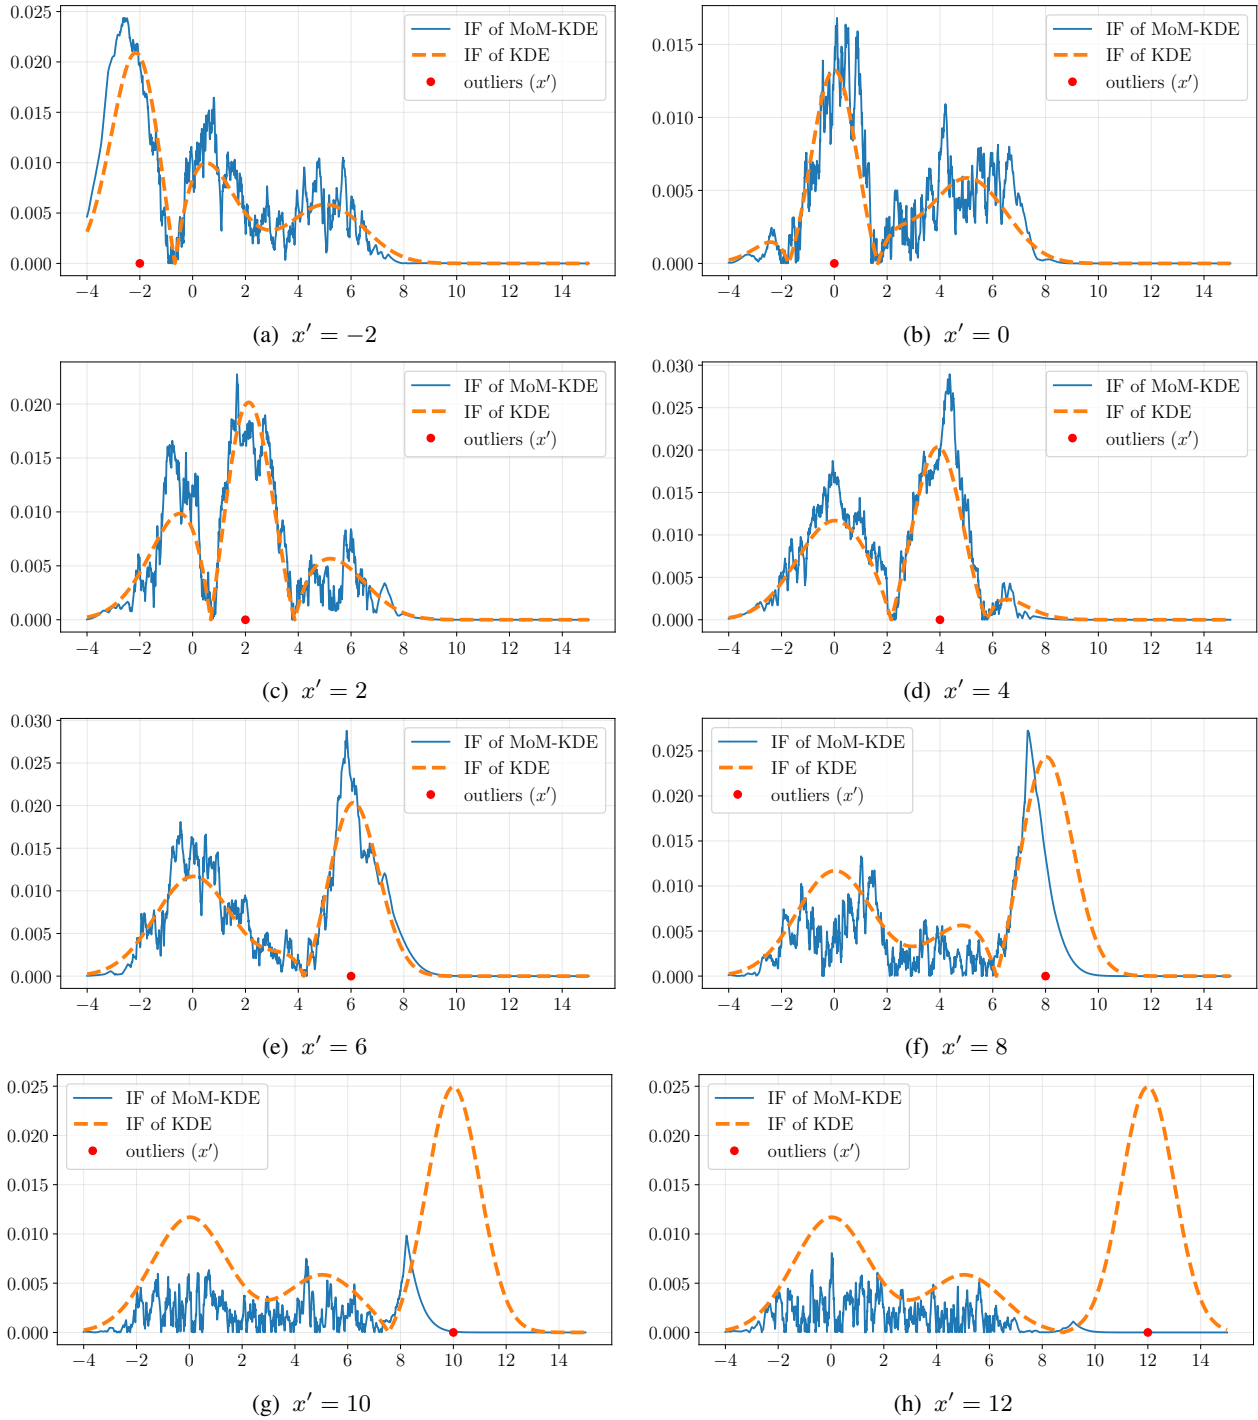 0.025
0.020
0.015
0.010
0.005
0.000
IF of MoM-KDE
IF of KDE
outliers (x′)
−4 −2 0 2 4 6 8 10 12 14
(a) x′ = −2
0.015
0.010
0.005
0.000
IF of MoM-KDE
IF of KDE
outliers (x′)
−4 −2 0 2 4 6 8 10 12 14
(b) x′ = 0
0.020
0.015
0.010
0.005
0.000
IF of MoM-KDE
IF of KDE
outliers (x′)
−4 −2 0 2 4 6 8 10 12 14
(c) x′ = 2
0.030
0.025
0.020
0.015
0.010
0.005
0.000
IF of MoM-KDE
IF of KDE
outliers (x′)
−4 −2 0 2 4 6 8 10 12 14
(d) x′ = 4
0.030
0.025
0.020
0.015
0.010
0.005
0.000
IF of MoM-KDE
IF of KDE
outliers (x′)
−4 −2 0 2 4 6 8 10 12 14
(e) x′ = 6
0.025
0.020
0.015
0.010
0.005
0.000
IF of MoM-KDE
IF of KDE
outliers (x′)
−4 −2 0 2 4 6 8 10 12 14
(f) x′ = 8
0.025
0.020
0.015
0.010
0.005
0.000
IF of MoM-KDE
IF of KDE
outliers (x′)
−4 −2 0 2 4 6 8 10 12 14
(g) x′ = 10
0.025
0.020
0.015
0.010
0.005
0.000
IF of MoM-KDE
IF of KDE
outliers (x′)
−4 −2 0 2 4 6 8 10 12 14
(h) x′ = 12